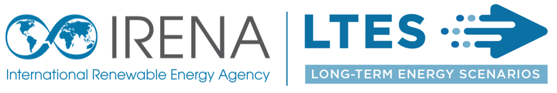 IRENA
International Renewable Energy Agency
LTES
LONG-TERM ENERGY SCENARIOS